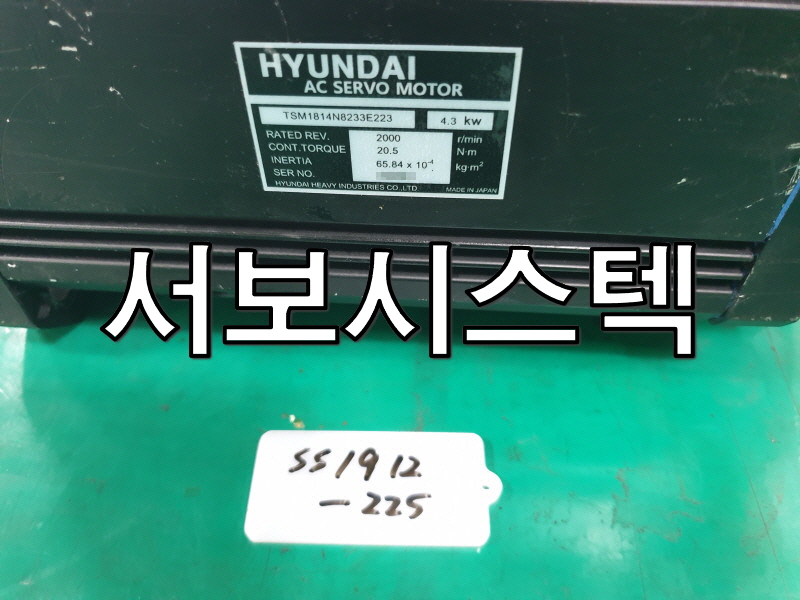 HYUNDAI
AC SERVO MOTOR
TSM1814N8233E223 4.3 kw
RATED REV. 2000 r/min
CONT.TORQUE 20.5 N·m
INERTIA 65.84 x 10⁻⁴ kg·m²
SER NO.
HYUNDAI HEAVY INDUSTRIES CO.,LTD MADE IN JAPAN
서보시스텍
SS1912
-225